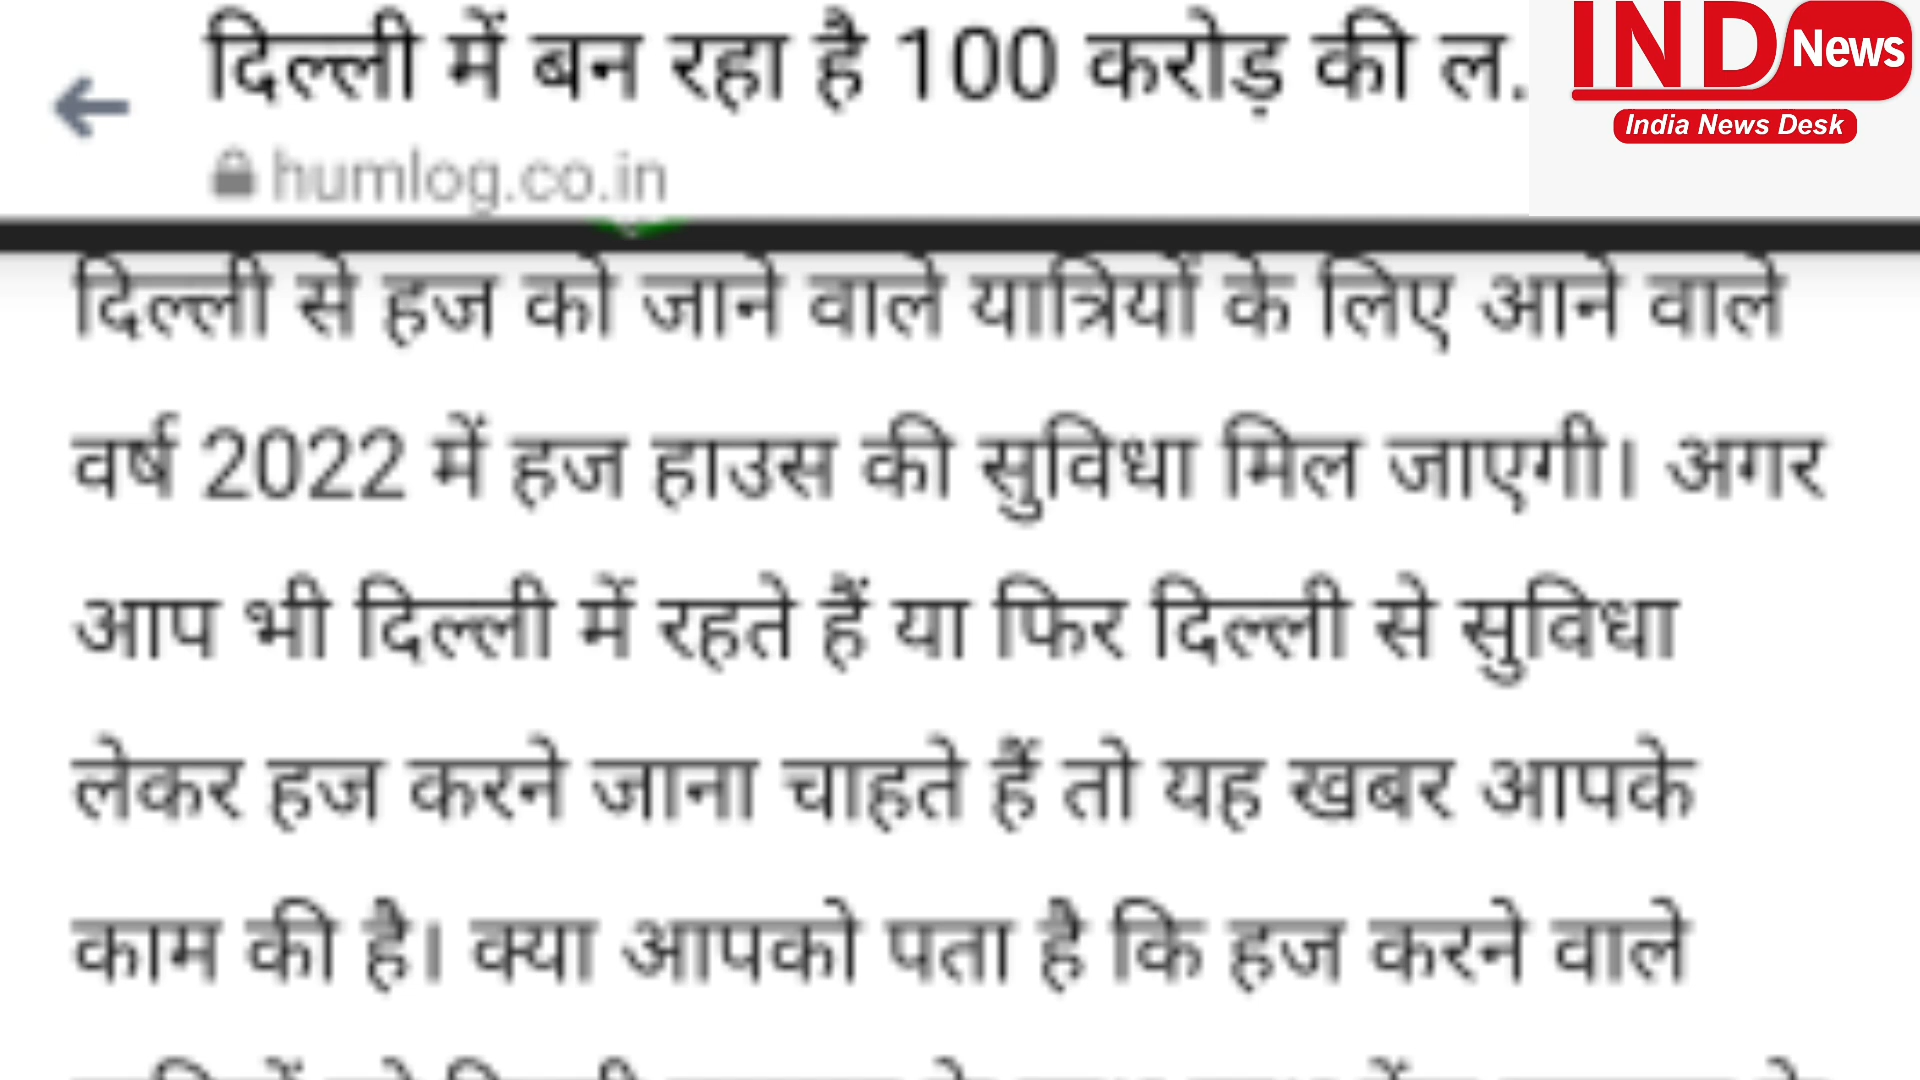 दिल्ली में बन रहा है 100 करोड़ की ल.
IND News
India News Desk
humlog.co.in
दिल्ली से हज को जाने वाले यात्रियों के लिए आने वाले
वर्ष 2022 में हज हाउस की सुविधा मिल जाएगी। अगर
आप भी दिल्ली में रहते हैं या फिर दिल्ली से सुविधा
लेकर हज करने जाना चाहते हैं तो यह खबर आपके
काम की है। क्या आपको पता है कि हज करने वाले